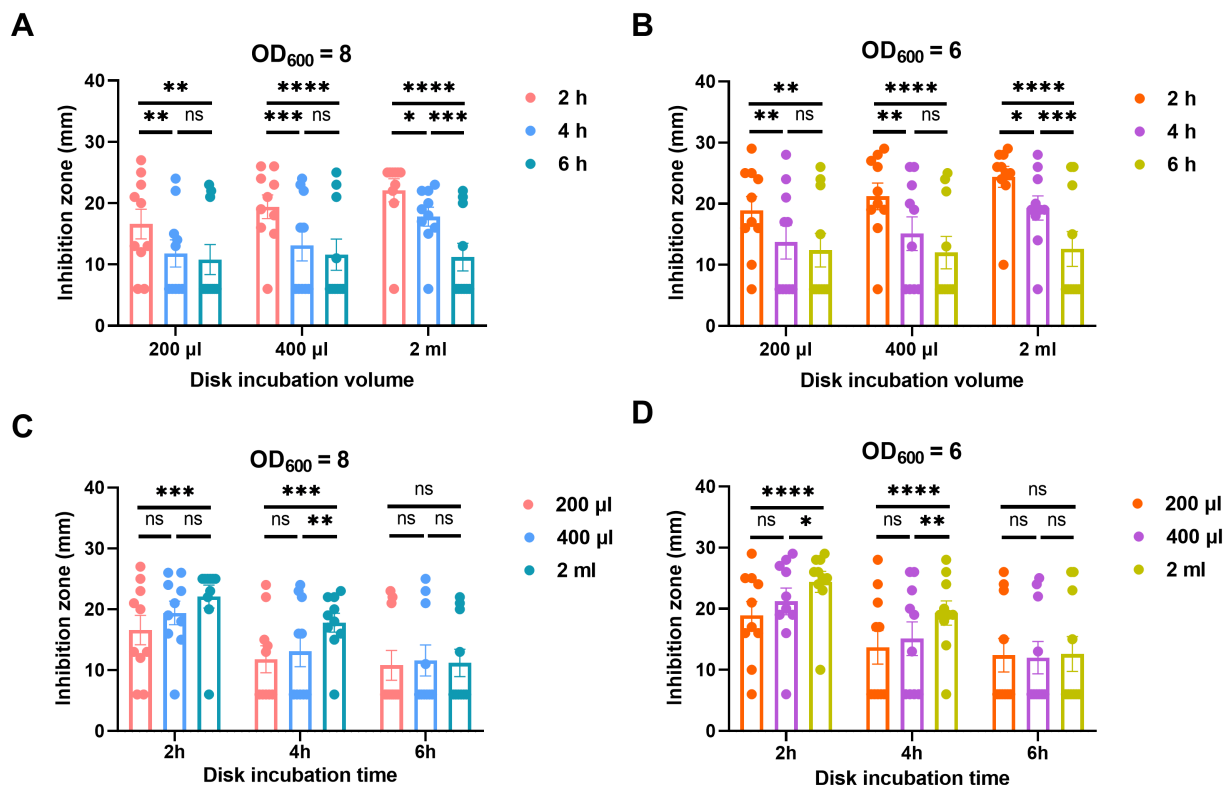 A
OD600 = 8
Inhibition zone (mm)
40
30
20
10
0
** **** ****
** ns *** ns * ***
200 µl 400 µl 2 ml
Disk incubation volume
2 h
4 h
6 h
B
OD600 = 6
Inhibition zone (mm)
40
30
20
10
0
** **** ****
** ns ** ns * ***
200 µl 400 µl 2 ml
Disk incubation volume
2 h
4 h
6 h
C
OD600 = 8
Inhibition zone (mm)
40
30
20
10
0
*** *** ns
ns ns ns ** ns ns
2h 4h 6h
Disk incubation time
200 µl
400 µl
2 ml
D
OD600 = 6
Inhibition zone (mm)
40
30
20
10
0
**** **** ns
ns * ns ** ns ns
2h 4h 6h
Disk incubation time
200 µl
400 µl
2 ml